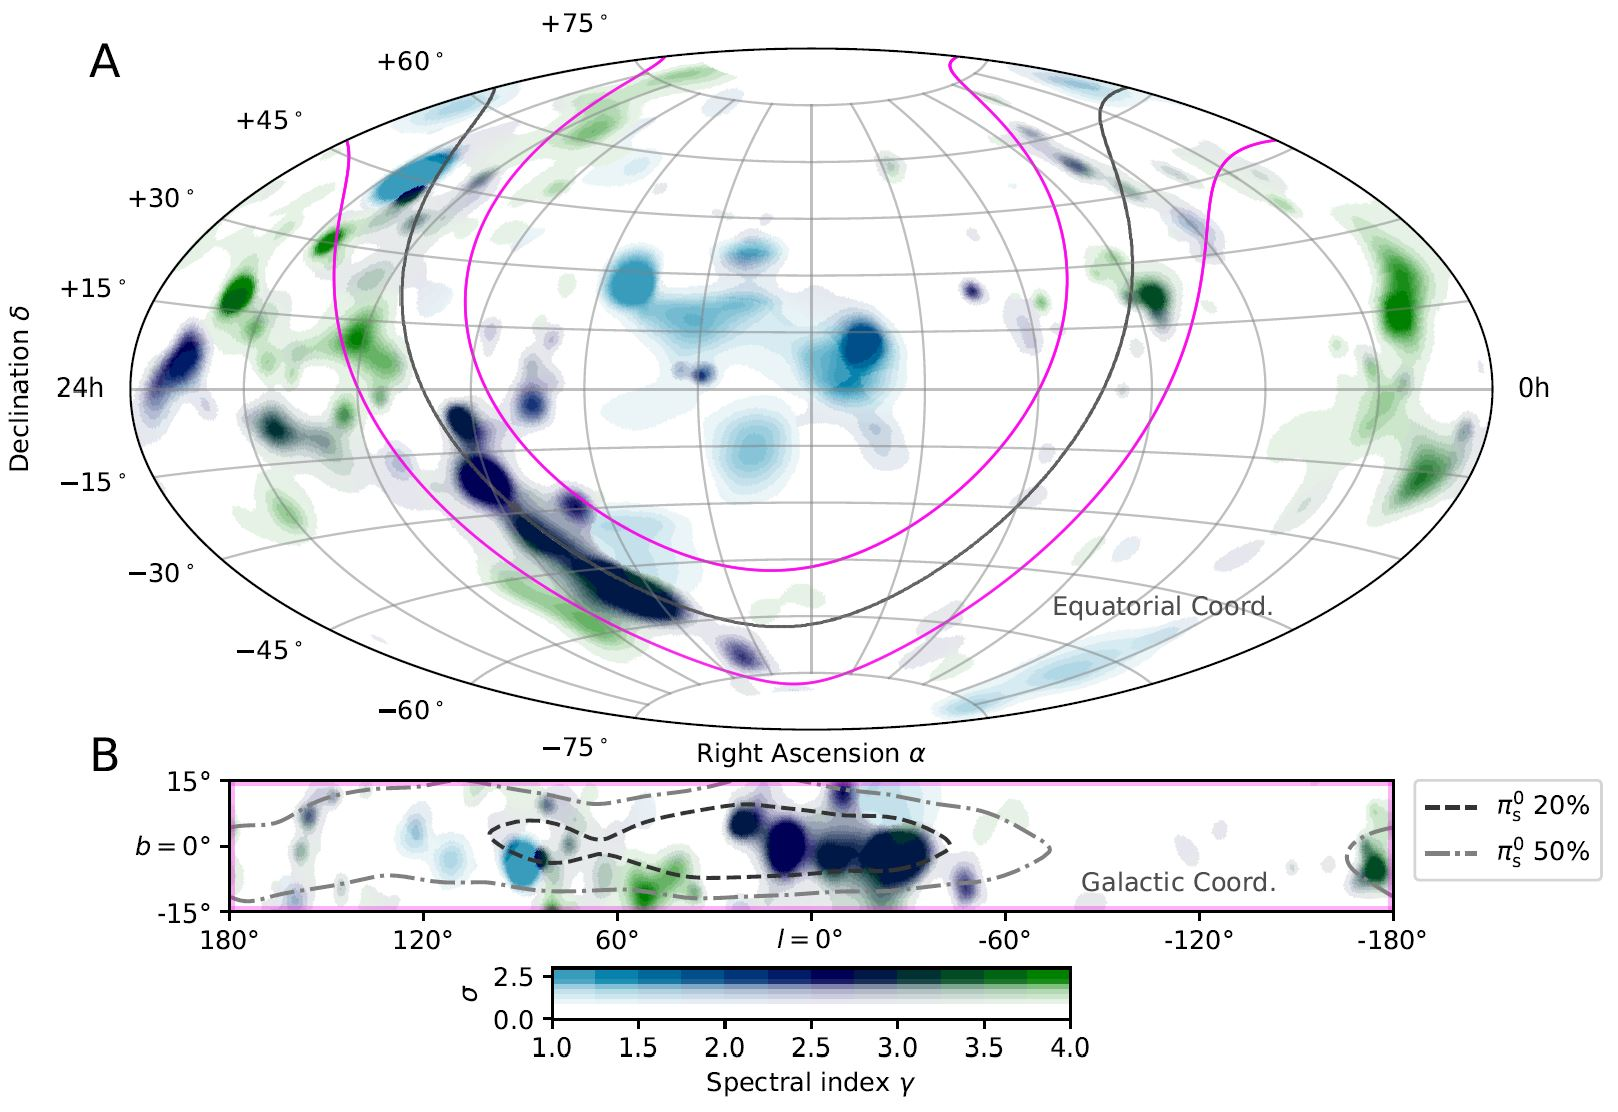 A
+75°
+60°
+45°
+30°
+15°
24h
0h
−15°
−30°
−45°
−60°
−75°
Declination δ
Equatorial Coord.
Right Ascension α
B
15°
b = 0°
-15°
180°
120°
60°
l = 0°
-60°
-120°
-180°
Galactic Coord.
π⁰ₛ 20%
π⁰ₛ 50%
σ
2.5
0.0
1.0
1.5
2.0
2.5
3.0
3.5
4.0
Spectral index γ